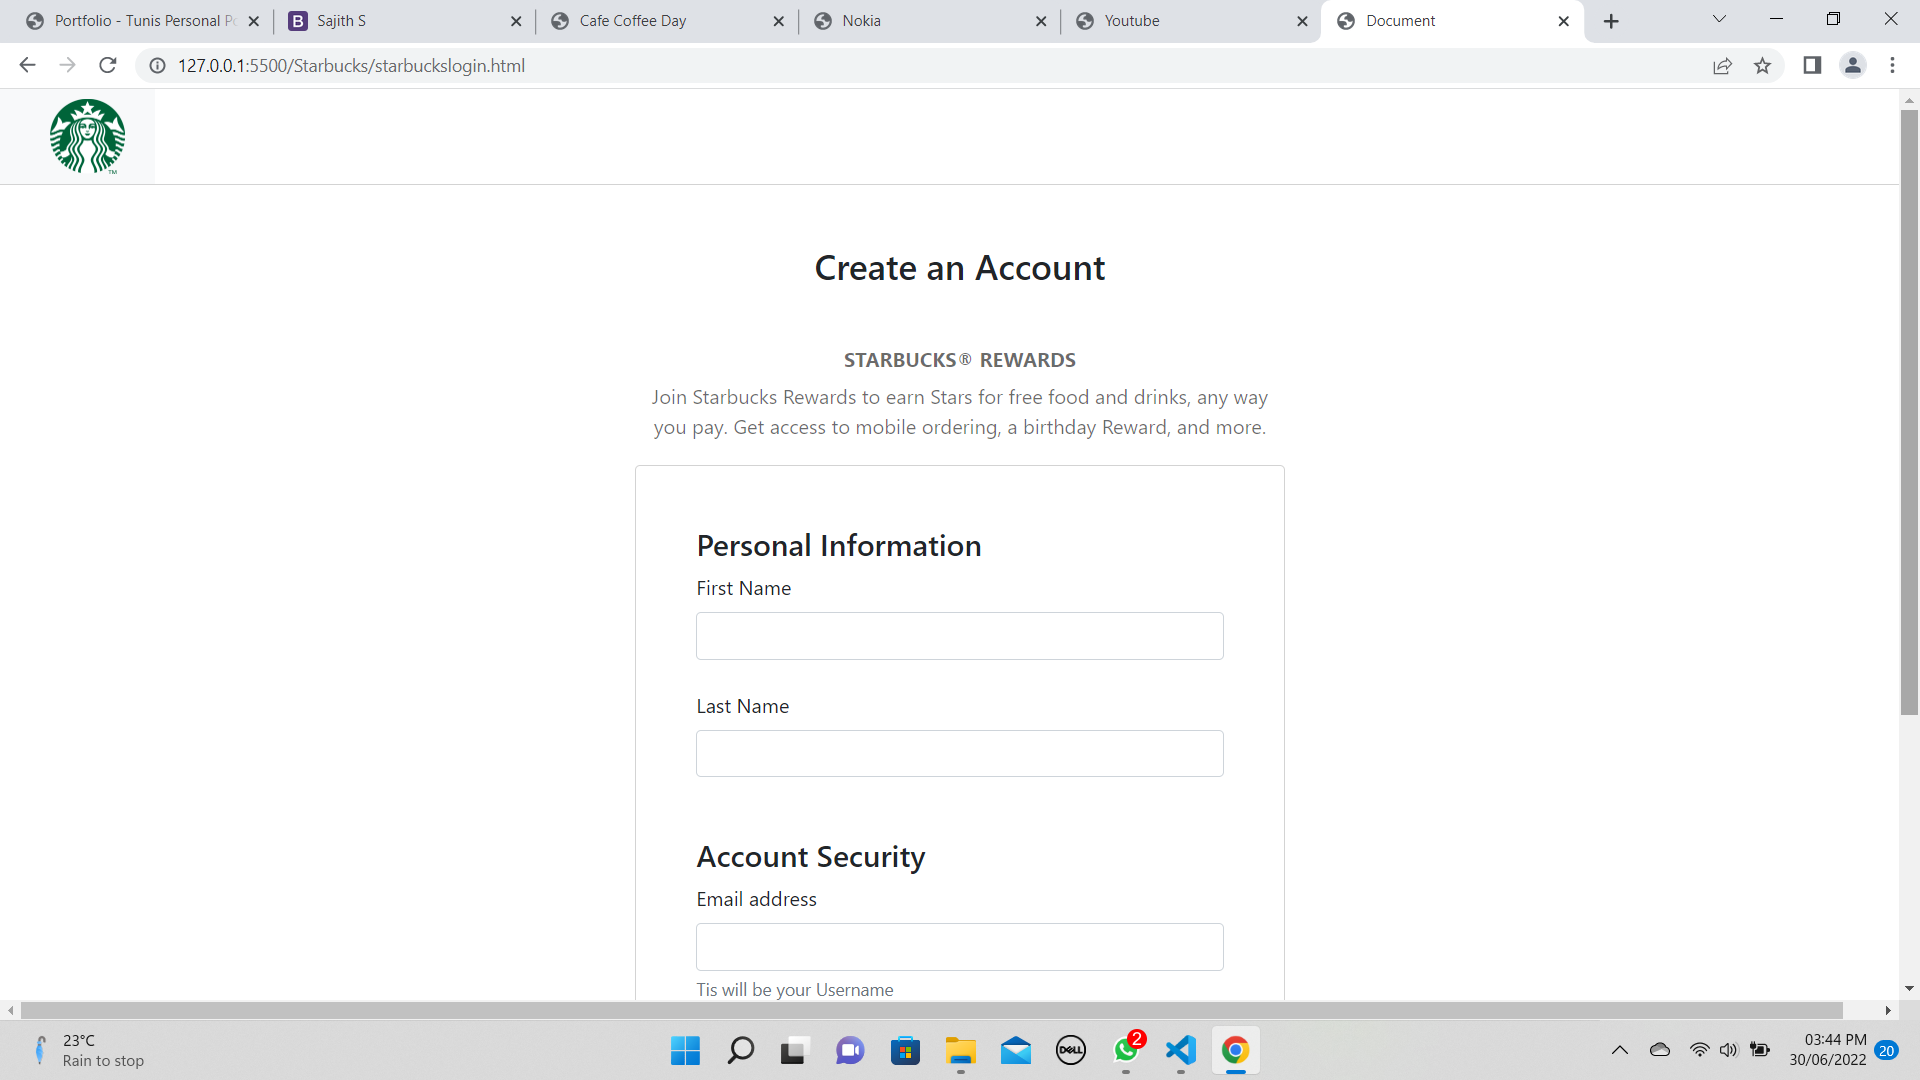 Portfolio - Tunis Personal P
B Sajith S
Cafe Coffee Day
Nokia
Youtube
Document
127.0.0.1:5500/Starbucks/starbuckslogin.html
TM
Create an Account
STARBUCKS® REWARDS
Join Starbucks Rewards to earn Stars for free food and drinks, any way
you pay. Get access to mobile ordering, a birthday Reward, and more.
Personal Information
First Name
Last Name
Account Security
Email address
Tis will be your Username
23°C
Rain to stop
DELL
2
03:44 PM
30/06/2022
20